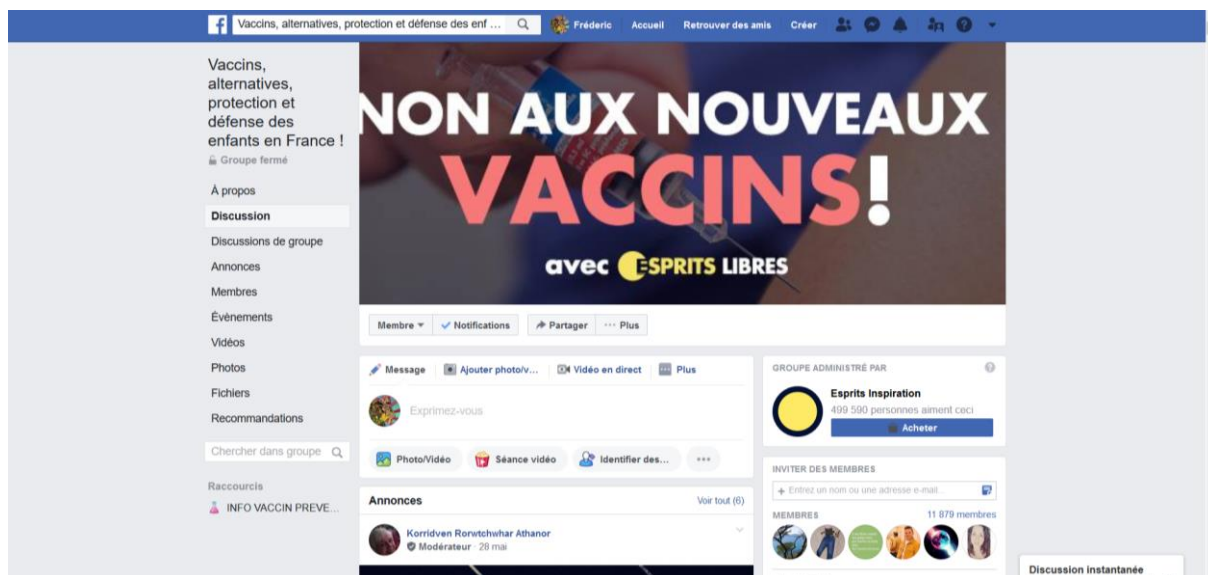 Vaccins, alternatives, protection et défense des enf ...
Fréderic
Accueil
Retrouver des amis
Créer
Vaccins,
alternatives,
protection et
défense des
enfants en France !
Groupe fermé
À propos
Discussion
Discussions de groupe
Annonces
Membres
Évènements
Vidéos
Photos
Fichiers
Recommandations
Chercher dans groupe
Raccourcis
INFO VACCIN PREVE...
NON AUX NOUVEAUX
VACCINS!
avec ESPRITS LIBRES
Membre
Notifications
Partager
Plus
Message
Ajouter photo/v...
Vidéo en direct
Plus
Exprimez-vous
Photo/Vidéo
Séance vidéo
Identifier des...
Annonces
Voir tout (6)
Korridven Rorwtchwhar Athanor
Modérateur · 28 mai
GROUPE ADMINISTRÉ PAR
Esprits Inspiration
499 590 personnes aiment ceci
Acheter
INVITER DES MEMBRES
+ Entrez un nom ou une adresse e-mail...
MEMBRES
11 879 membres
Discussion instantanée